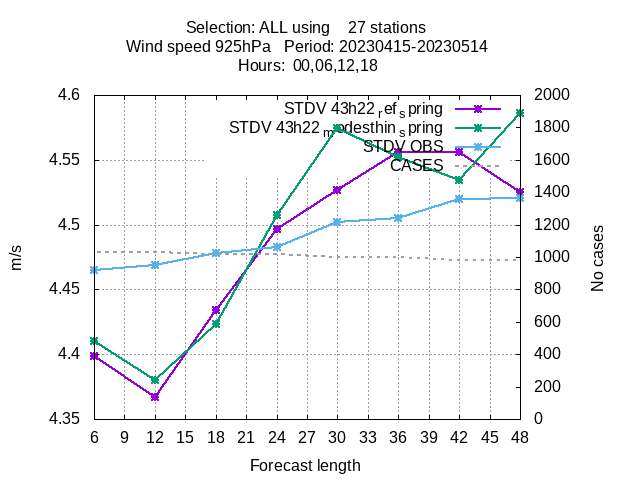 Selection: ALL using    27 stations
Wind speed 925hPa   Period: 20230415-20230514
Hours:  00,06,12,18
4.6
4.55
4.5
4.45
4.4
4.35
2000
1800
1600
1400
1200
1000
800
600
400
200
0
STDV 43h22 ref spring
STDV 43h22 modesthin spring
STDV OBS
CASES
m/s
No cases
6 9 12 15 18 21 24 27 30 33 36 39 42 45 48
Forecast length